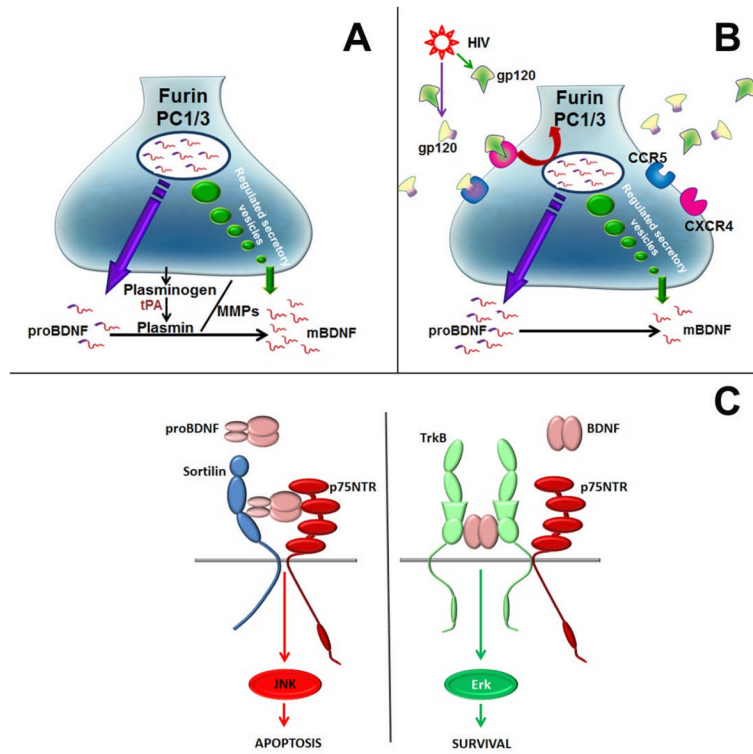 A
Furin
PC1/3
Regulated secretory
vesicles
Plasminogen
tPA
Plasmin
MMPs
proBDNF
mBDNF
B
HIV
gp120
gp120
Furin
PC1/3
CCR5
CXCR4
Regulated secretory
vesicles
proBDNF
mBDNF
C
proBDNF
Sortilin
p75NTR
JNK
APOPTOSIS
TrkB
BDNF
p75NTR
Erk
SURVIVAL